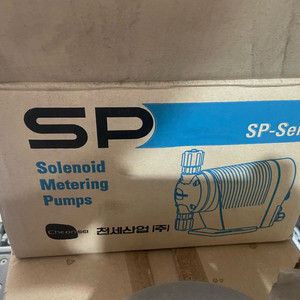 SP
SP-Se
Solenoid
Metering
Pumps
Cheonsei 천세산업 (주)